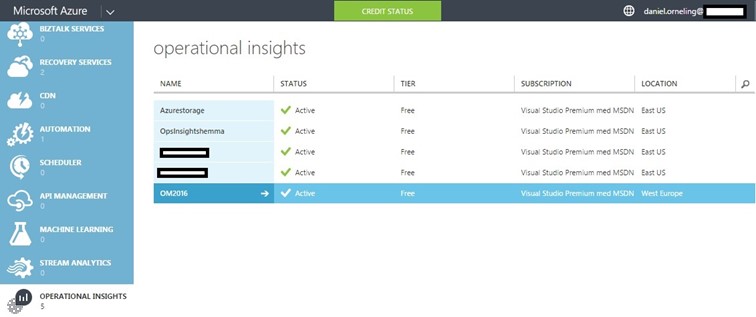 Microsoft Azure
CREDIT STATUS
daniel.orneling@
BIZTALK SERVICES
0
RECOVERY SERVICES
2
CDN
0
AUTOMATION
1
SCHEDULER
0
API MANAGEMENT
0
MACHINE LEARNING
0
STREAM ANALYTICS
0
OPERATIONAL INSIGHTS
5
operational insights
NAME STATUS TIER SUBSCRIPTION LOCATION
Azurestorage Active Free Visual Studio Premium med MSDN East US
OpsInsightshemma Active Free Visual Studio Premium med MSDN East US
Active Free Visual Studio Premium med MSDN East US
Active Free Visual Studio Premium med MSDN East US
OM2016 Active Free Visual Studio Premium med MSDN West Europe